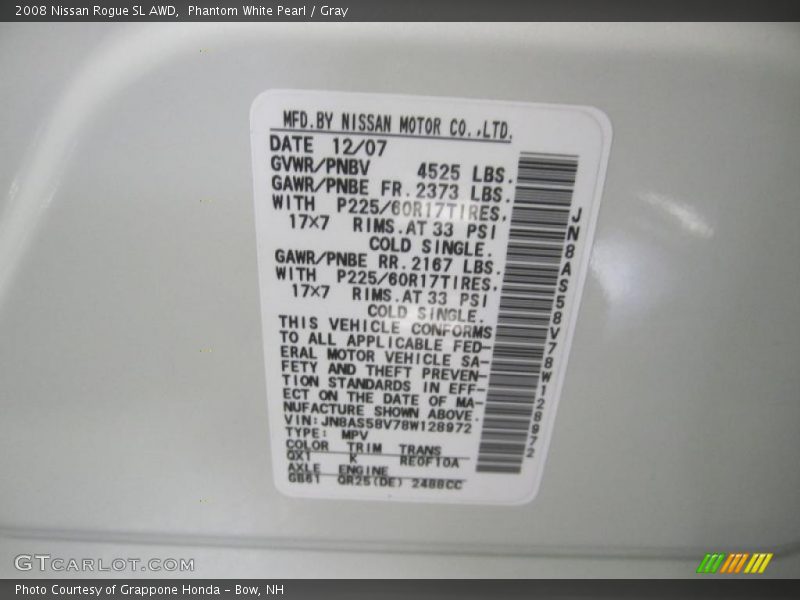 2008 Nissan Rogue SL AWD,  Phantom White Pearl / Gray
MFD.BY NISSAN MOTOR CO.,LTD.
DATE 12/07
GVWR/PNBV 4525 LBS.
GAWR/PNBE FR. 2373 LBS.
WITH P225/60R17TIRES,
17×7 RIMS.AT 33 PSI
COLD SINGLE.
GAWR/PNBE RR. 2167 LBS.
WITH P225/60R17TIRES,
17×7 RIMS.AT 33 PSI
COLD SINGLE.
THIS VEHICLE CONFORMS
TO ALL APPLICABLE FED-
ERAL MOTOR VEHICLE SA-
FETY AND THEFT PREVEN-
TION STANDARDS IN EFF-
ECT ON THE DATE OF MA-
NUFACTURE SHOWN ABOVE.
VIN:JN8AS58V78W128972
TYPE: MPV
COLOR TRIM TRANS
QX1 K RE0F10A
AXLE ENGINE
GB61 QR25(DE) 2488CC
JN8AS58V78W128972
GTCARLOT.COM
Photo Courtesy of Grappone Honda - Bow, NH